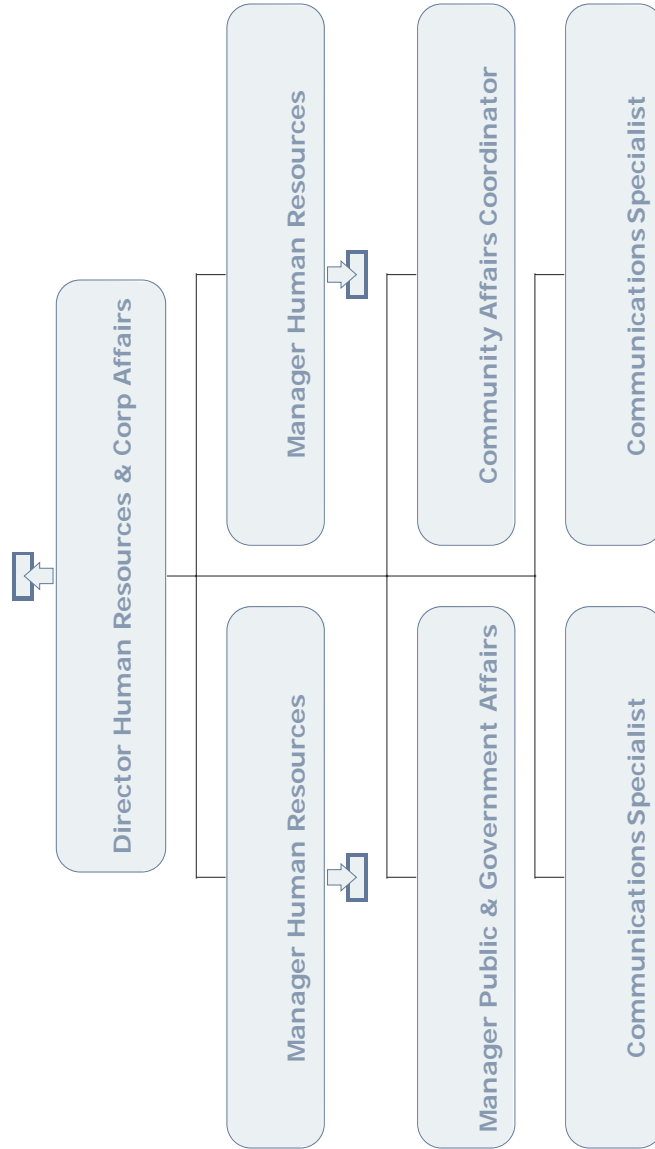 Director Human Resources & Corp Affairs
Manager Human Resources
Manager Human Resources
Manager Public & Government Affairs
Community Affairs Coordinator
Communications Specialist
Communications Specialist